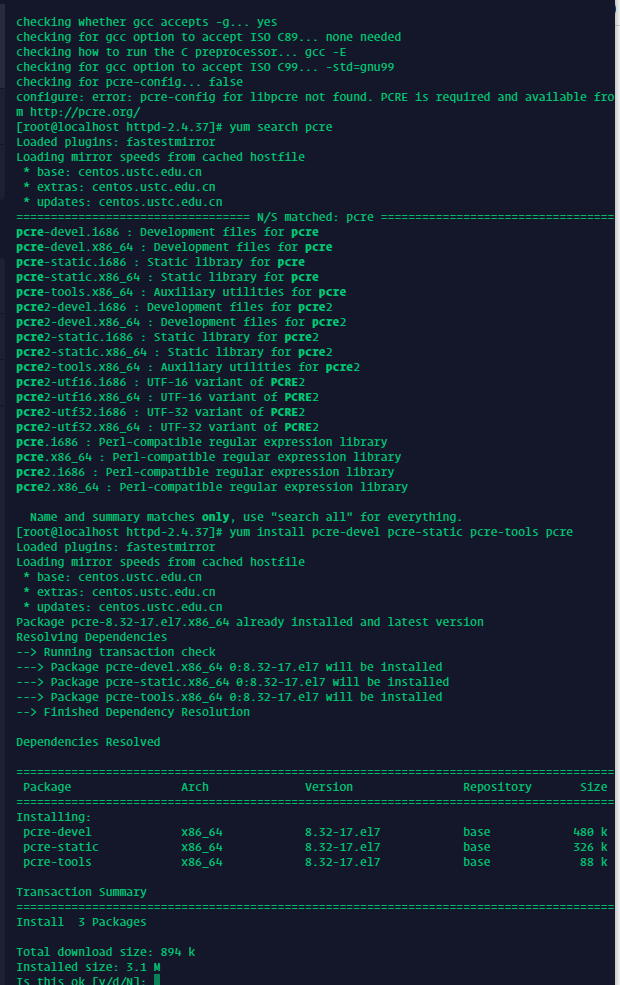 checking whether gcc accepts -g... yes
checking for gcc option to accept ISO C89... none needed
checking how to run the C preprocessor... gcc -E
checking for gcc option to accept ISO C99... -std=gnu99
checking for pcre-config... false
configure: error: pcre-config for libpcre not found. PCRE is required and available fro
m http://pcre.org/
[root@localhost httpd-2.4.37]# yum search pcre
Loaded plugins: fastestmirror
Loading mirror speeds from cached hostfile
 * base: centos.ustc.edu.cn
 * extras: centos.ustc.edu.cn
 * updates: centos.ustc.edu.cn
================================== N/S matched: pcre ==================================
pcre-devel.i686 : Development files for pcre
pcre-devel.x86_64 : Development files for pcre
pcre-static.i686 : Static library for pcre
pcre-static.x86_64 : Static library for pcre
pcre-tools.x86_64 : Auxiliary utilities for pcre
pcre2-devel.i686 : Development files for pcre2
pcre2-devel.x86_64 : Development files for pcre2
pcre2-static.i686 : Static library for pcre2
pcre2-static.x86_64 : Static library for pcre2
pcre2-tools.x86_64 : Auxiliary utilities for pcre2
pcre2-utf16.i686 : UTF-16 variant of PCRE2
pcre2-utf16.x86_64 : UTF-16 variant of PCRE2
pcre2-utf32.i686 : UTF-32 variant of PCRE2
pcre2-utf32.x86_64 : UTF-32 variant of PCRE2
pcre.i686 : Perl-compatible regular expression library
pcre.x86_64 : Perl-compatible regular expression library
pcre2.i686 : Perl-compatible regular expression library
pcre2.x86_64 : Perl-compatible regular expression library
  Name and summary matches only, use "search all" for everything.
[root@localhost httpd-2.4.37]# yum install pcre-devel pcre-static pcre-tools pcre
Loaded plugins: fastestmirror
Loading mirror speeds from cached hostfile
 * base: centos.ustc.edu.cn
 * extras: centos.ustc.edu.cn
 * updates: centos.ustc.edu.cn
Package pcre-8.32-17.el7.x86_64 already installed and latest version
Resolving Dependencies
--> Running transaction check
---> Package pcre-devel.x86_64 0:8.32-17.el7 will be installed
---> Package pcre-static.x86_64 0:8.32-17.el7 will be installed
---> Package pcre-tools.x86_64 0:8.32-17.el7 will be installed
--> Finished Dependency Resolution
Dependencies Resolved
=======================================================================================
 Package                Arch              Version                Repository       Size
=======================================================================================
Installing:
 pcre-devel             x86_64            8.32-17.el7            base            480 k
 pcre-static            x86_64            8.32-17.el7            base            326 k
 pcre-tools             x86_64            8.32-17.el7            base             88 k
Transaction Summary
=======================================================================================
Install  3 Packages
Total download size: 894 k
Installed size: 3.1 M
Is this ok [y/d/N]: